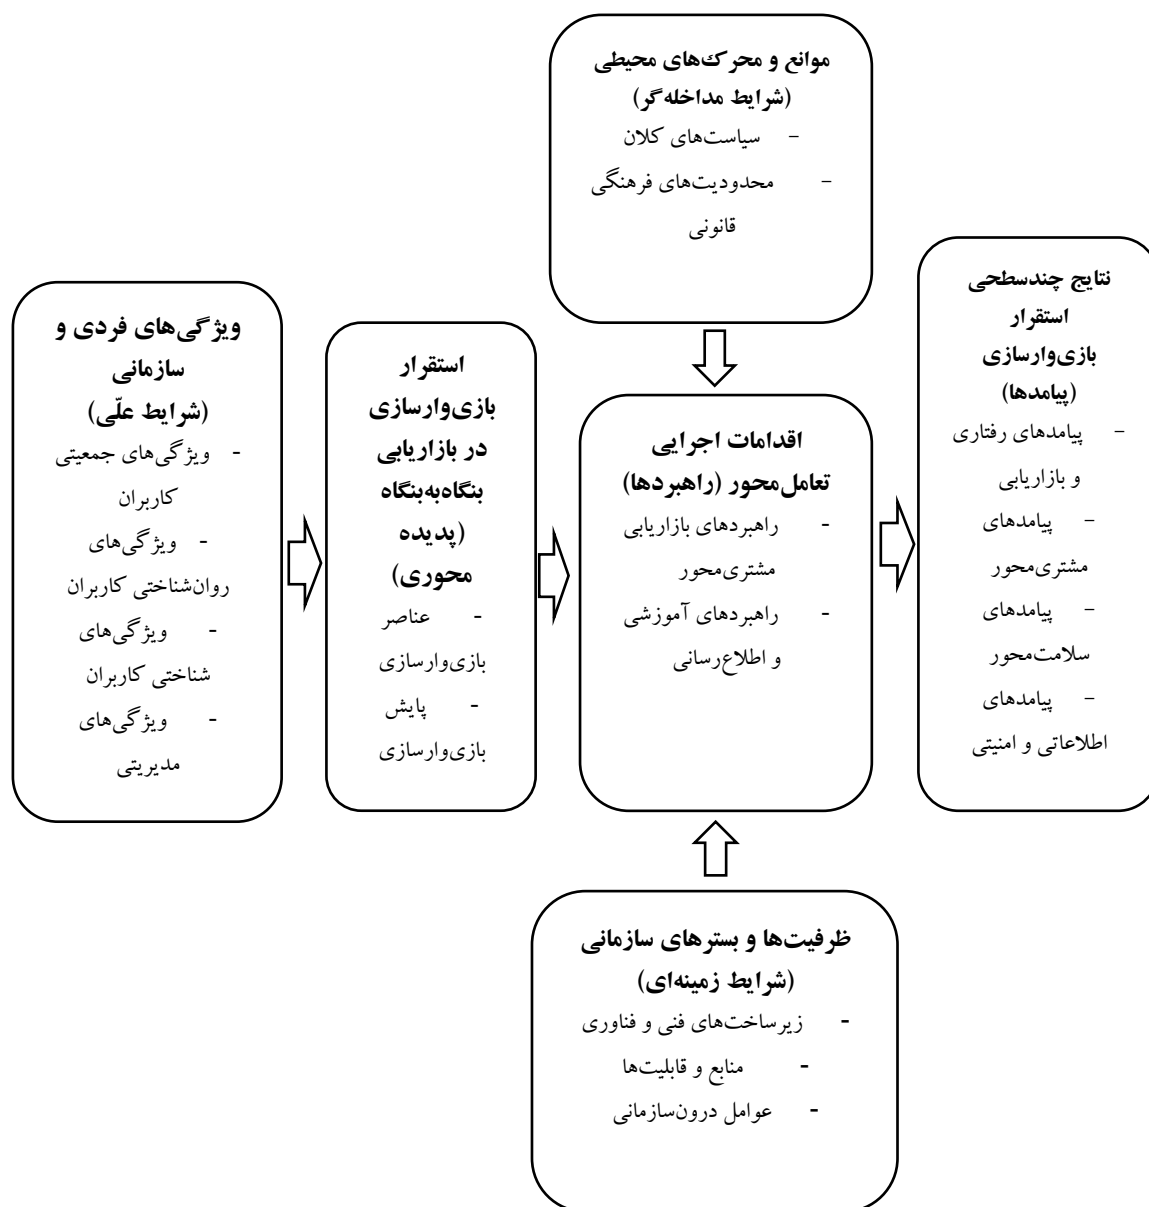 موانع و محرک‌های محیطی
(شرایط مداخله‌گر)
– سیاست‌های کلان
– محدودیت‌های فرهنگی
قانونی
ویژگی‌های فردی و
سازمانی
(شرایط علّی)
- ویژگی‌های جمعیتی
کاربران
- ویژگی‌های
روان‌شناختی کاربران
- ویژگی‌های
شناختی کاربران
- ویژگی‌های
مدیریتی
استقرار
بازی‌وارسازی
در بازاریابی
بنگاه‌به‌بنگاه
(پدیده
محوری)
- عناصر
بازی‌وارسازی
- پایش
بازی‌وارسازی
اقدامات اجرایی
تعامل‌محور (راهبردها)
- راهبردهای بازاریابی
مشتری‌محور
- راهبردهای آموزشی
و اطلاع‌رسانی
نتایج چندسطحی
استقرار
بازی‌وارسازی
(پیامدها)
– پیامدهای رفتاری
و بازاریابی
– پیامدهای
مشتری‌محور
– پیامدهای
سلامت‌محور
– پیامدهای
اطلاعاتی و امنیتی
ظرفیت‌ها و بسترهای سازمانی
(شرایط زمینه‌ای)
- زیرساخت‌های فنی و فناوری
- منابع و قابلیت‌ها
- عوامل درون‌سازمانی